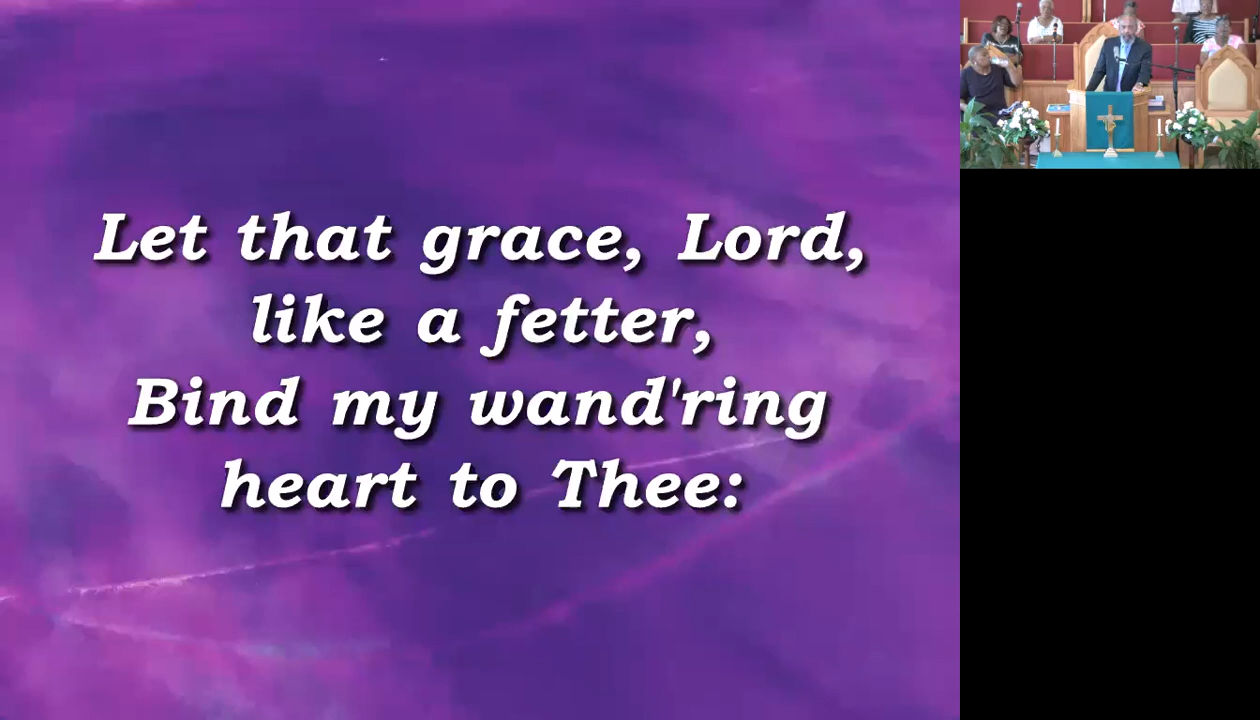 Let that grace, Lord,
like a fetter,
Bind my wand'ring
heart to Thee: